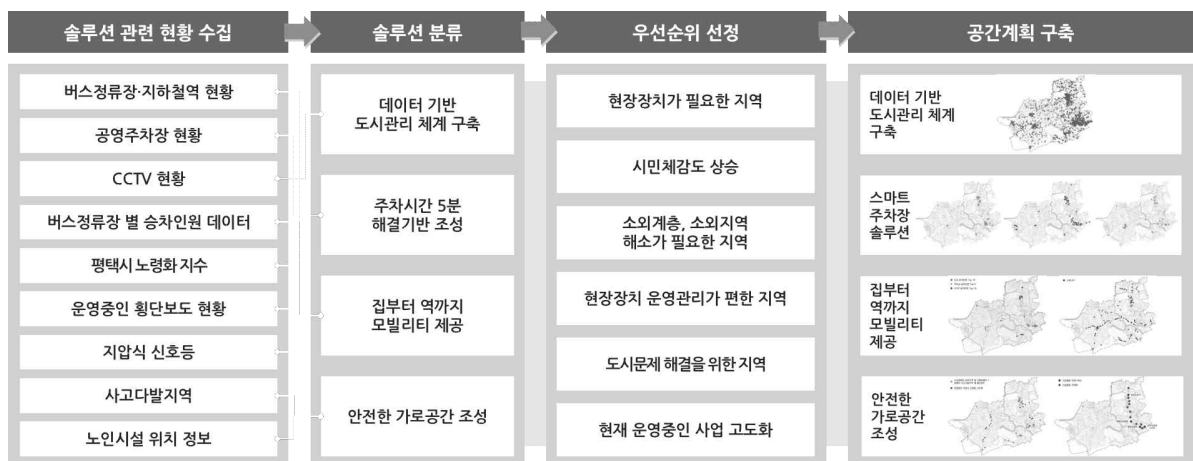 솔루션 관련 현황 수집
솔루션 분류
우선순위 선정
공간계획 구축
버스정류장·지하철역 현황
공영주차장 현황
CCTV 현황
버스정류장 별 승차인원 데이터
평택시 노령화 지수
운영중인 횡단보도 현황
지압식 신호등
사고다발지역
노인시설 위치 정보
데이터 기반
도시관리 체계 구축
주차시간 5분
해결기반 조성
집부터 역까지
모빌리티 제공
안전한 가로공간 조성
현장장치가 필요한 지역
시민체감도 상승
소외계층, 소외지역
해소가 필요한 지역
현장장치 운영관리가 편한 지역
도시문제 해결을 위한 지역
현재 운영중인 사업 고도화
데이터 기반
도시관리 체계
구축
스마트
주차장
솔루션
집부터
역까지
모빌리티
제공
안전한
가로공간
조성